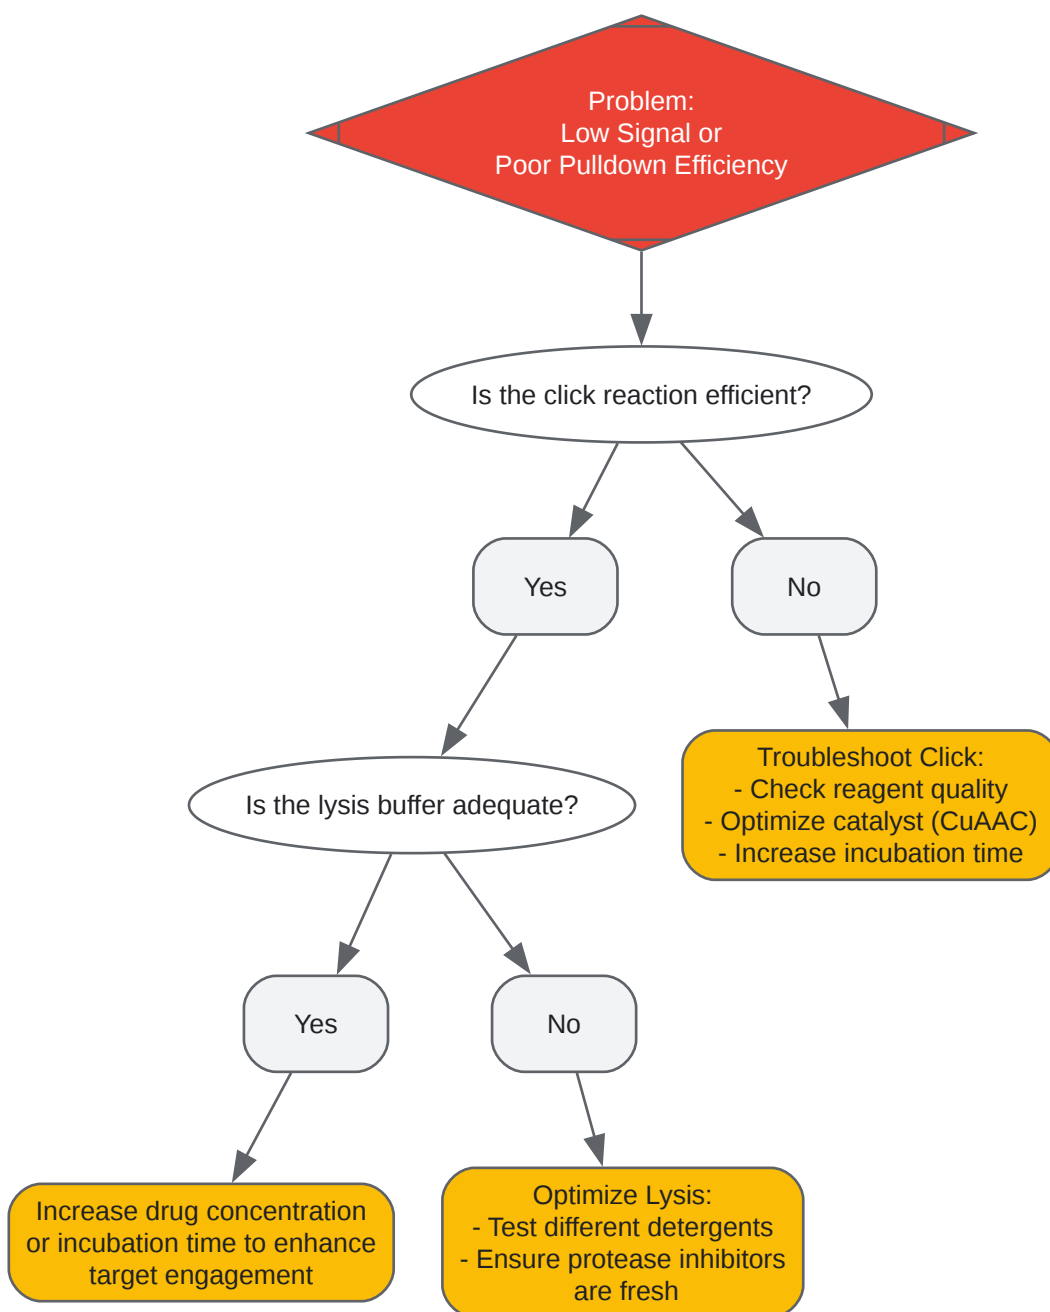 Problem:
Low Signal or
Poor Pulldown Efficiency
Is the click reaction efficient?
Yes
No
Troubleshoot Click:
- Check reagent quality
- Optimize catalyst (CuAAC)
- Increase incubation time
Is the lysis buffer adequate?
Yes
No
Increase drug concentration
or incubation time to enhance
target engagement
Optimize Lysis:
- Test different detergents
- Ensure protease inhibitors
are fresh